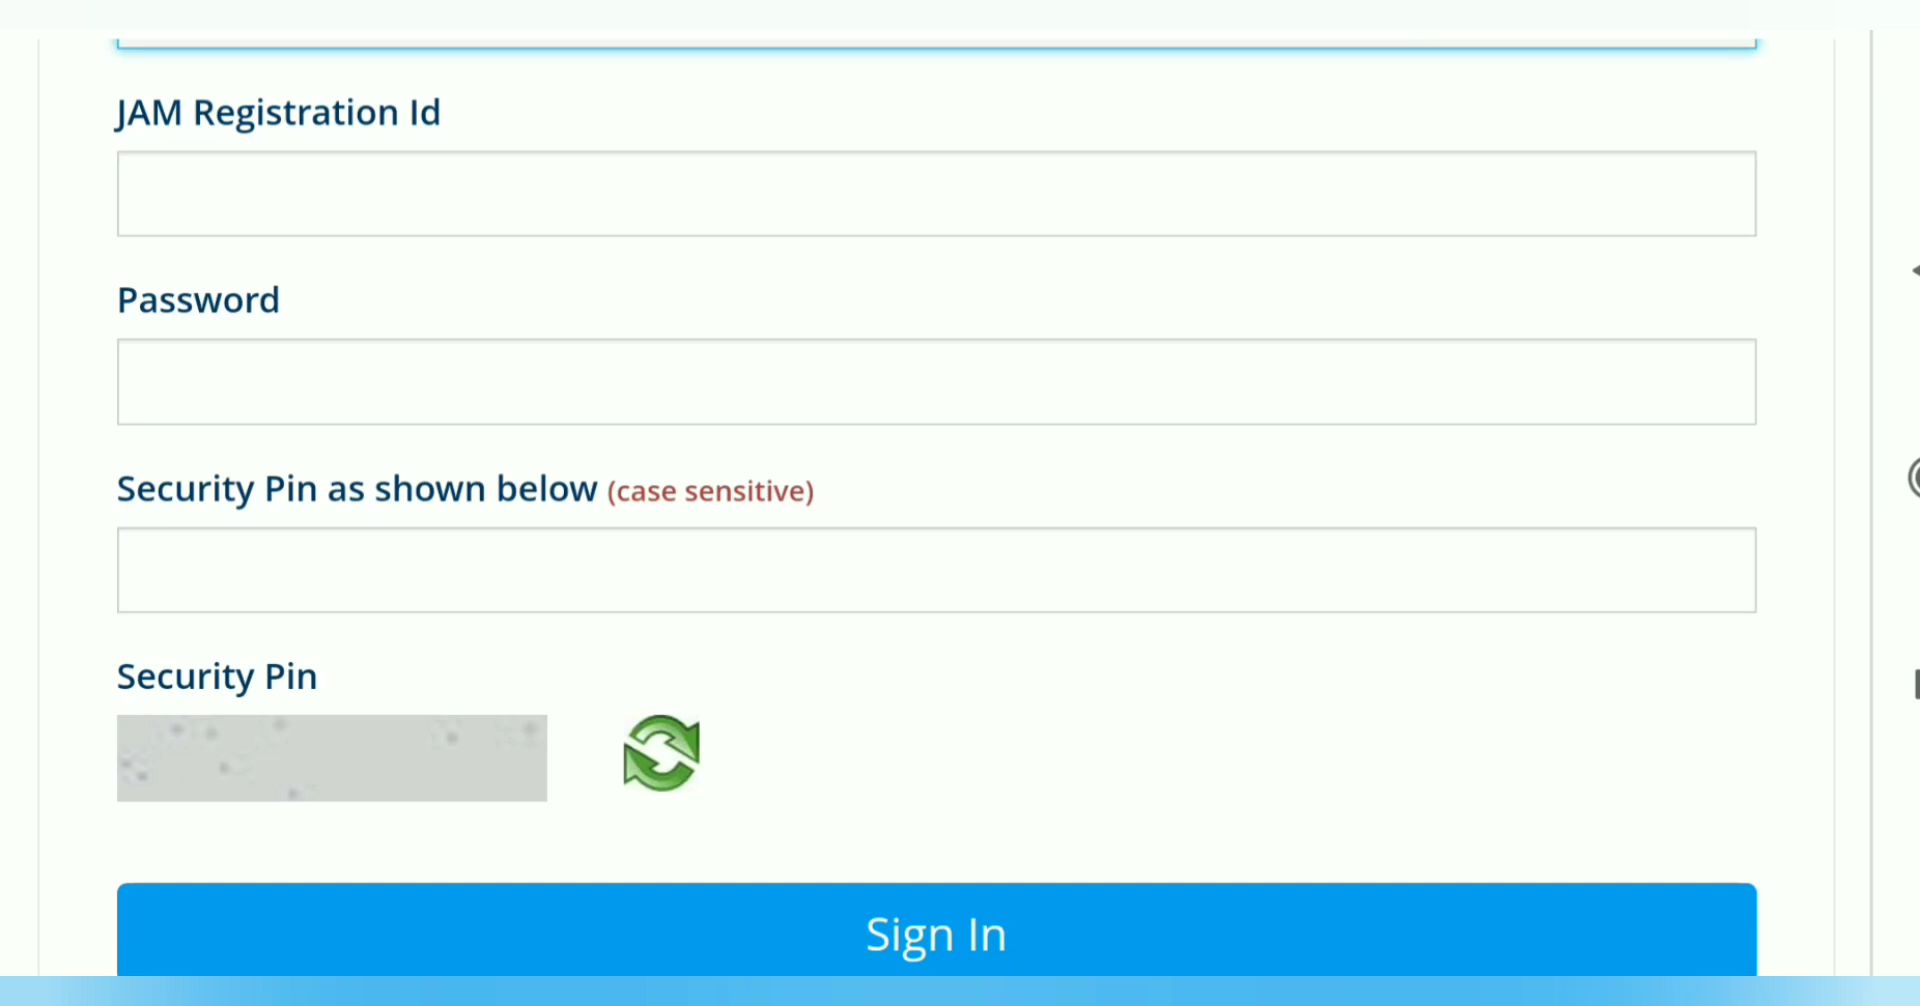 JAM Registration Id
Password
Security Pin as shown below (case sensitive)
Security Pin
Sign In